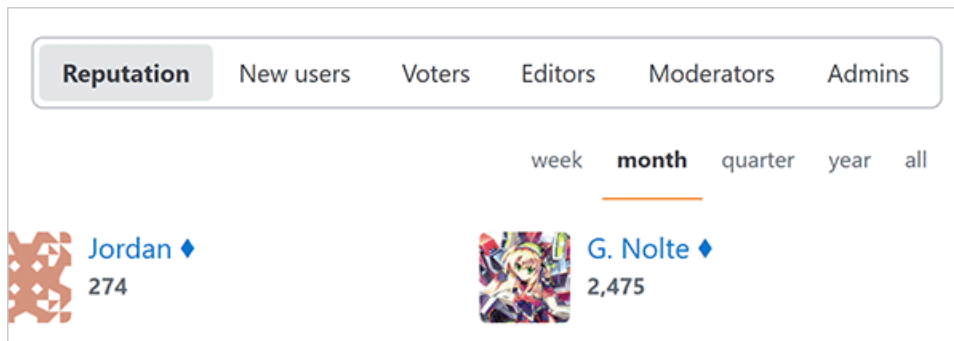 Reputation New users Voters Editors Moderators Admins
week month quarter year all
Jordan ♦ G. Nolte ♦
274 2,475